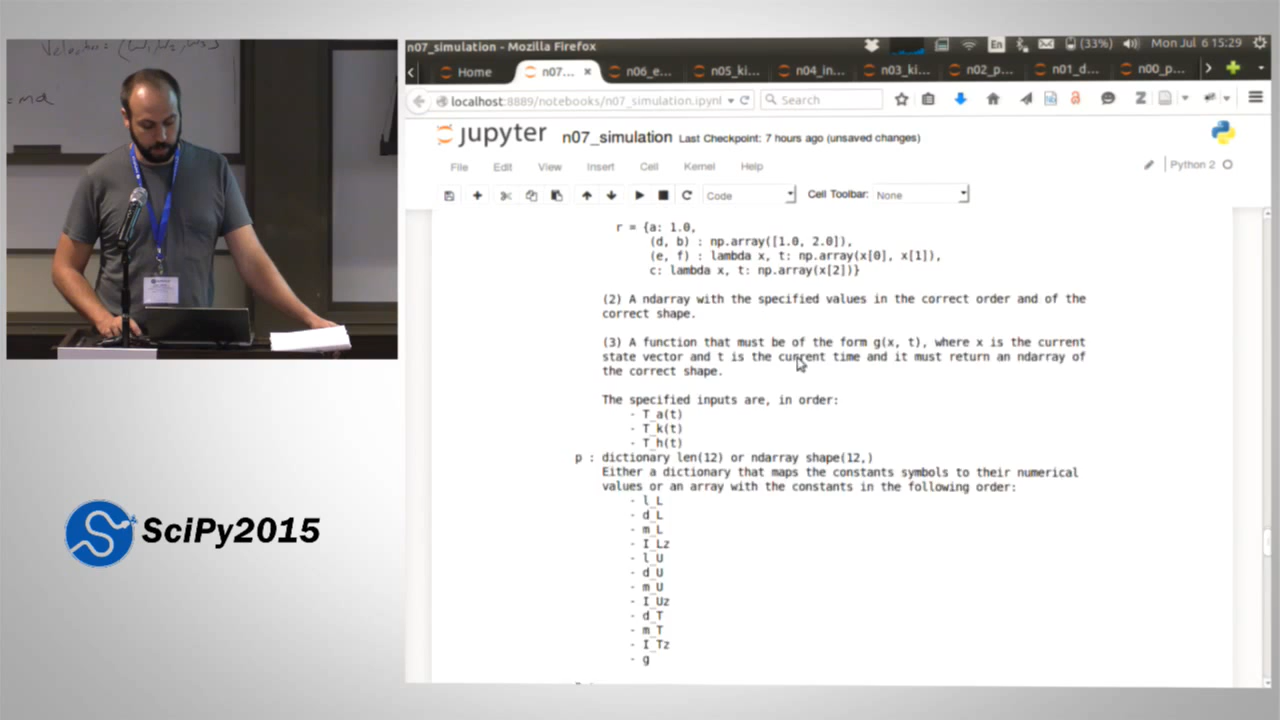 Velocities = (w1, w2, w3)
= ma
SciPy2015
n07_simulation - Mozilla Firefox
En
(33%)
Mon Jul 6 15:29
Home
n07...
n06_e...
n05_ki...
n04_in...
n03_ki...
n02_p...
n01_d...
n00_p...
localhost:8889/notebooks/n07_simulation.ipynl
Search
jupyter
n07_simulation
Last Checkpoint: 7 hours ago (unsaved changes)
File Edit View Insert Cell Kernel Help
Python 2
Code
Cell Toolbar: None
r = {a: 1.0,
(d, b) : np.array([1.0, 2.0]),
(e, f) : lambda x, t: np.array(x[0], x[1]),
c: lambda x, t: np.array(x[2])}
(2) A ndarray with the specified values in the correct order and of the
correct shape.
(3) A function that must be of the form g(x, t), where x is the current
state vector and t is the current time and it must return an ndarray of
the correct shape.
The specified inputs are, in order:
- T_a(t)
- T_k(t)
- T_h(t)
p : dictionary len(12) or ndarray shape(12,)
Either a dictionary that maps the constants symbols to their numerical
values or an array with the constants in the following order:
- l_L
- d_L
- m_L
- I_Lz
- l_U
- d_U
- m_U
- I_Uz
- d_T
- m_T
- I_Tz
- g